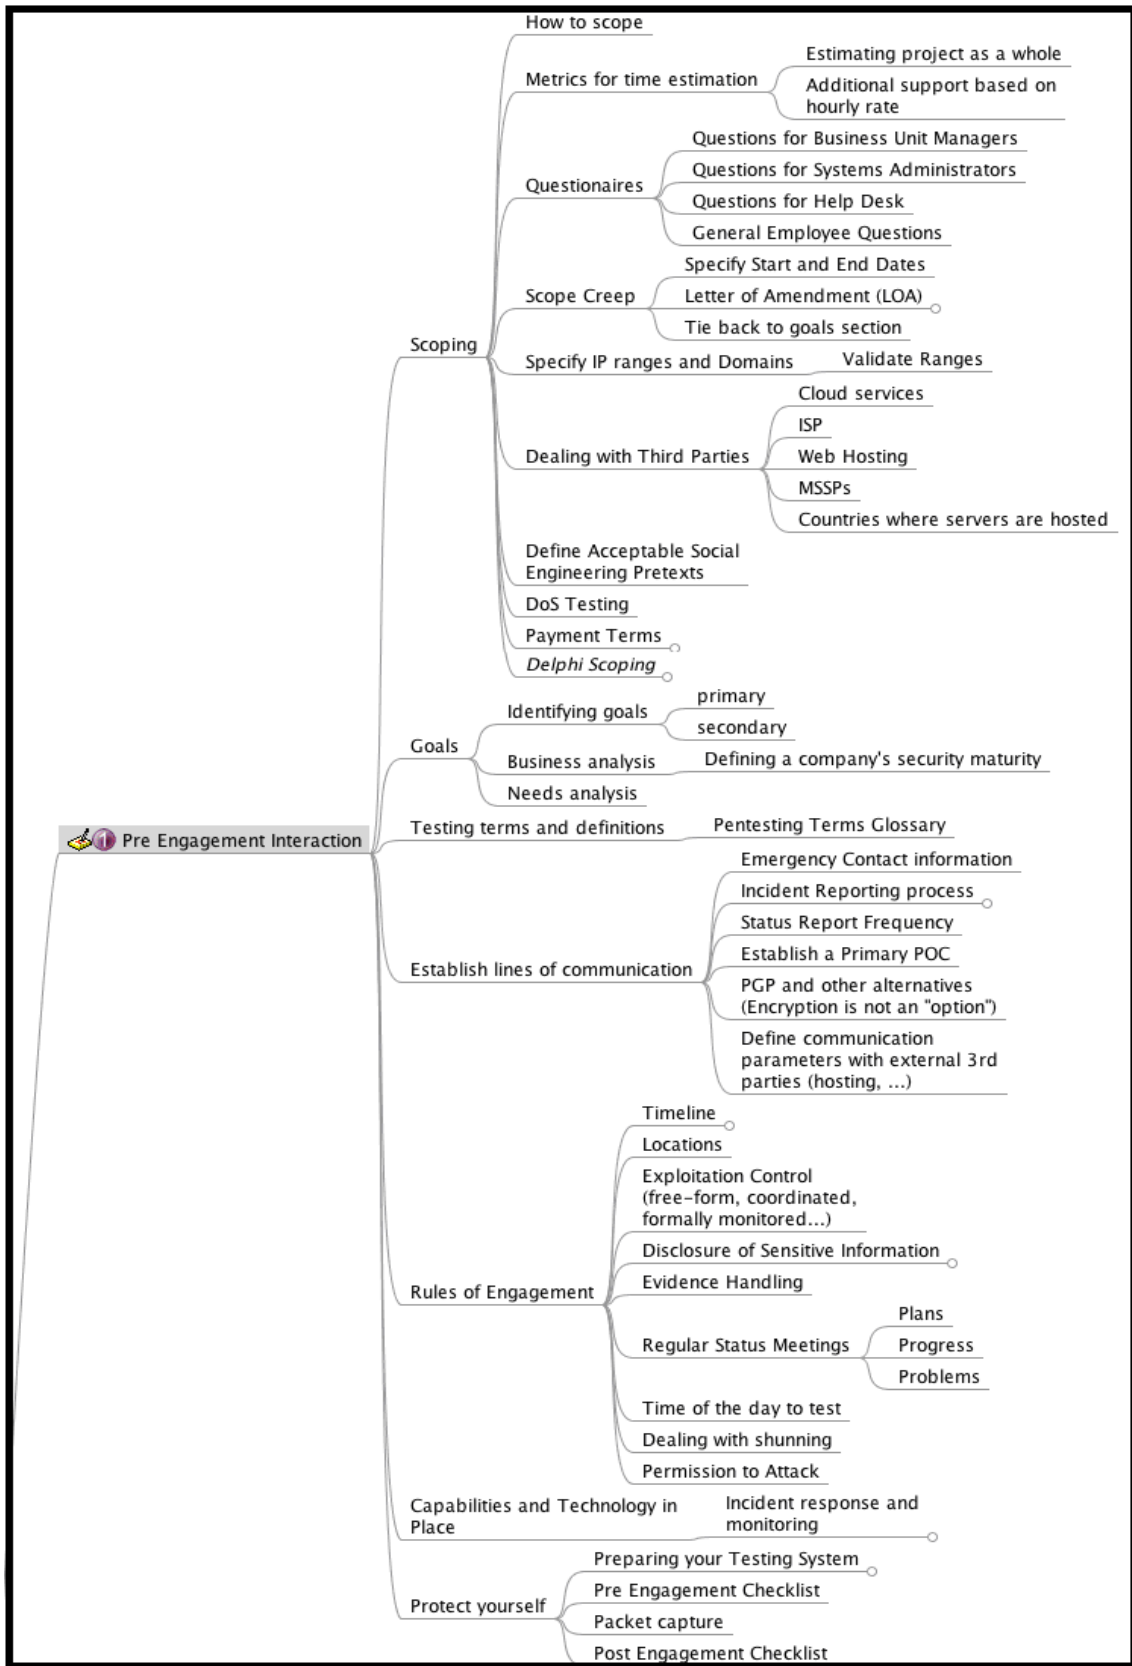 How to scope
Estimating project as a whole
Metrics for time estimation
Additional support based on
hourly rate
Questions for Business Unit Managers
Questions for Systems Administrators
Questionaires
Questions for Help Desk
General Employee Questions
Specify Start and End Dates
Scope Creep
Letter of Amendment (LOA)
Tie back to goals section
Scoping
Specify IP ranges and Domains
Validate Ranges
Cloud services
ISP
Dealing with Third Parties
Web Hosting
MSSPs
Countries where servers are hosted
Define Acceptable Social
Engineering Pretexts
DoS Testing
Payment Terms
Delphi Scoping
primary
Identifying goals
secondary
Goals
Business analysis
Defining a company's security maturity
Needs analysis
Testing terms and definitions
Pentesting Terms Glossary
1 Pre Engagement Interaction
Emergency Contact information
Incident Reporting process
Status Report Frequency
Establish a Primary POC
Establish lines of communication
PGP and other alternatives
(Encryption is not an "option")
Define communication
parameters with external 3rd
parties (hosting, ...)
Timeline
Locations
Exploitation Control
(free-form, coordinated,
formally monitored...)
Disclosure of Sensitive Information
Evidence Handling
Rules of Engagement
Plans
Regular Status Meetings
Progress
Problems
Time of the day to test
Dealing with shunning
Permission to Attack
Capabilities and Technology in
Place
Incident response and
monitoring
Preparing your Testing System
Pre Engagement Checklist
Protect yourself
Packet capture
Post Engagement Checklist